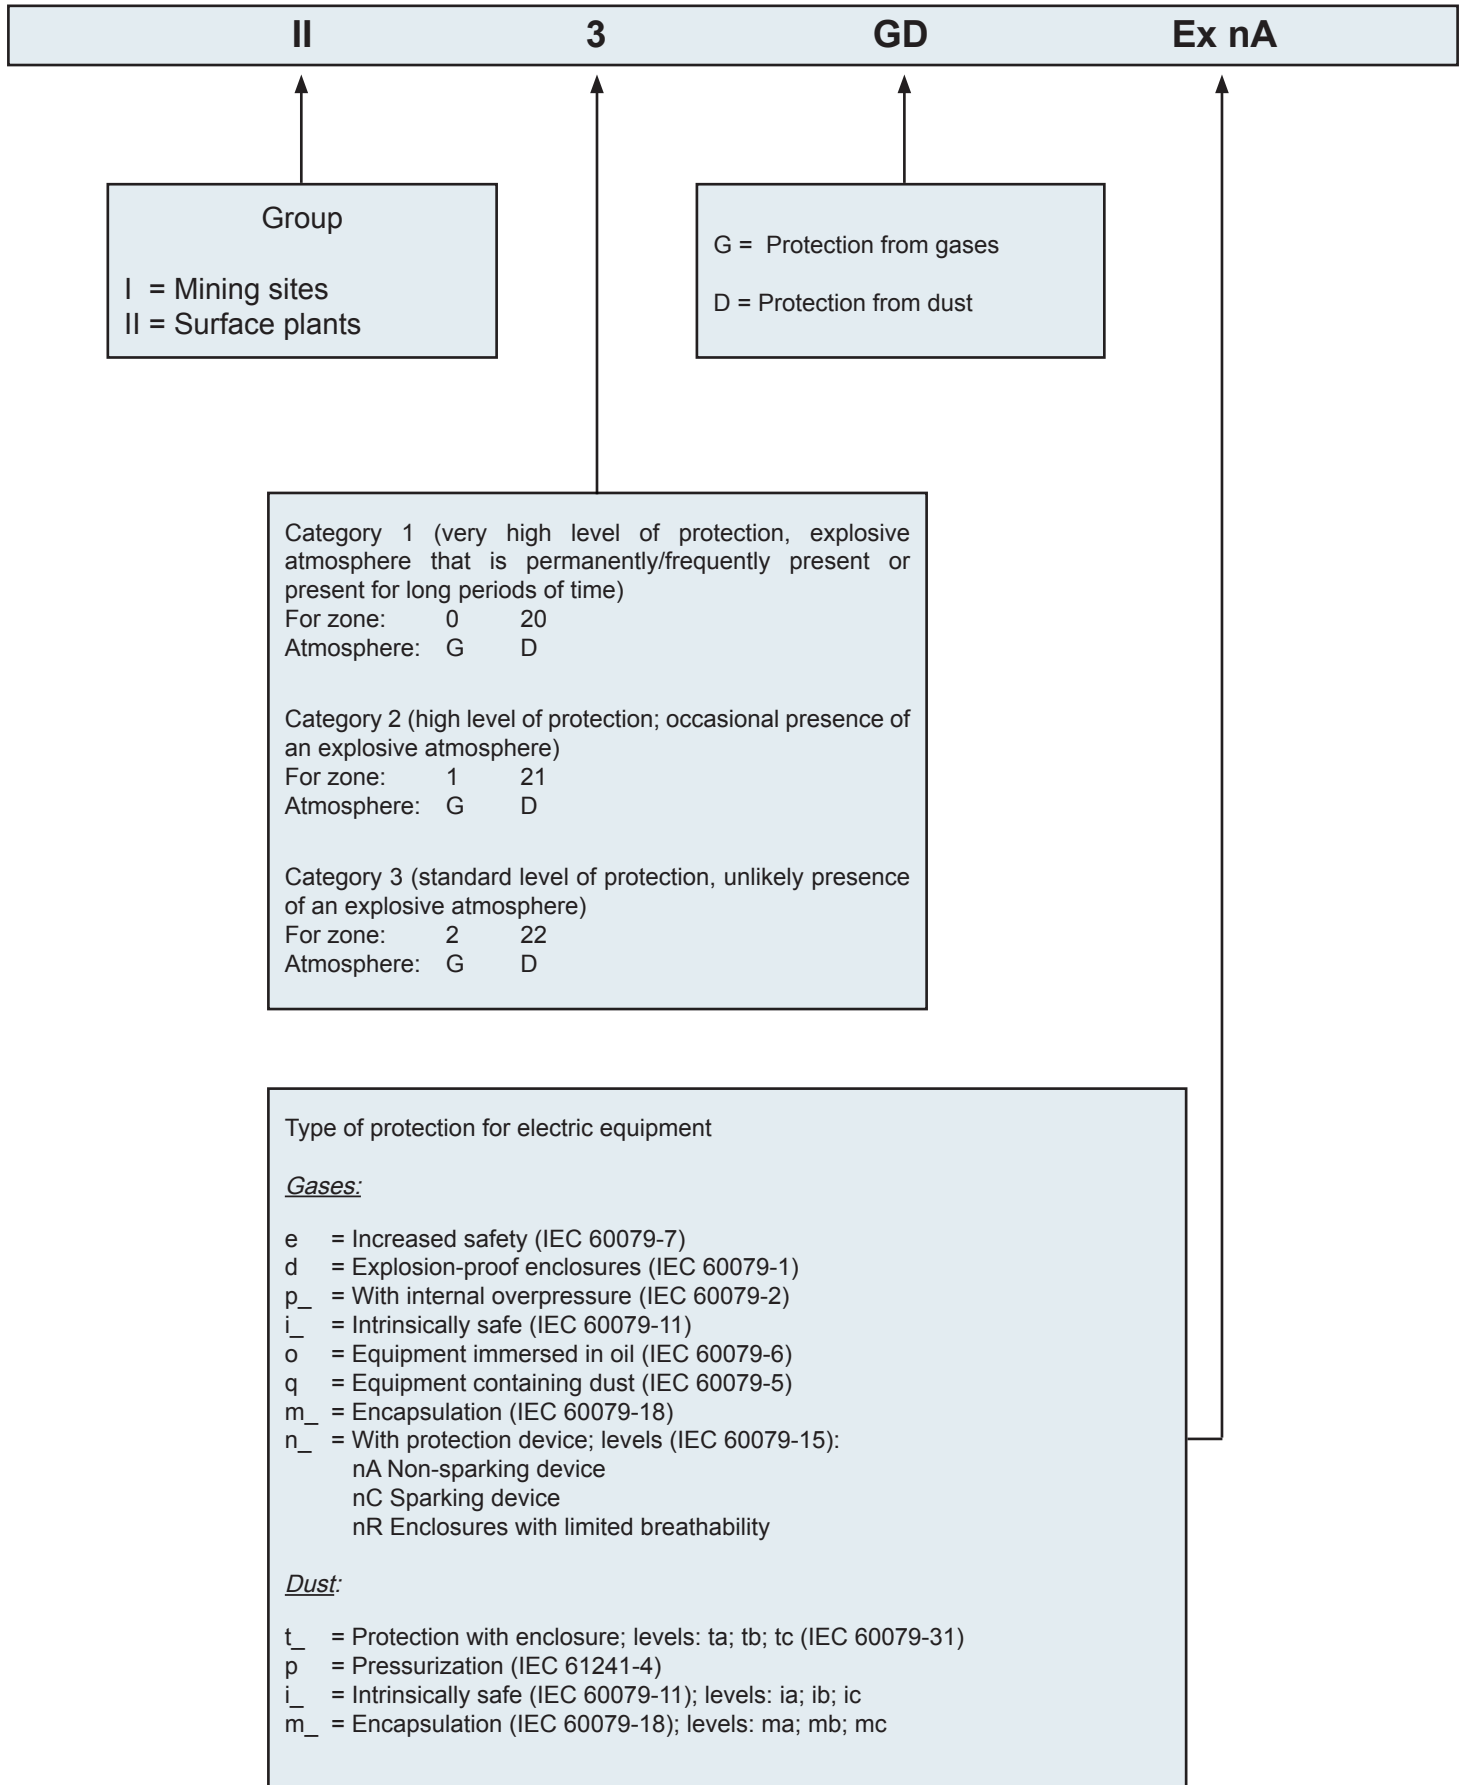 II 3 GD Ex nA
Group
I = Mining sites
II = Surface plants
G = Protection from gases
D = Protection from dust
Category 1 (very high level of protection, explosive
atmosphere that is permanently/frequently present or
present for long periods of time)
For zone: 0 20
Atmosphere: G D
Category 2 (high level of protection; occasional presence of
an explosive atmosphere)
For zone: 1 21
Atmosphere: G D
Category 3 (standard level of protection, unlikely presence
of an explosive atmosphere)
For zone: 2 22
Atmosphere: G D
Type of protection for electric equipment
Gases:
e = Increased safety (IEC 60079-7)
d = Explosion-proof enclosures (IEC 60079-1)
p_ = With internal overpressure (IEC 60079-2)
i_ = Intrinsically safe (IEC 60079-11)
o = Equipment immersed in oil (IEC 60079-6)
q = Equipment containing dust (IEC 60079-5)
m_ = Encapsulation (IEC 60079-18)
n_ = With protection device; levels (IEC 60079-15):
nA Non-sparking device
nC Sparking device
nR Enclosures with limited breathability
Dust:
t_ = Protection with enclosure; levels: ta; tb; tc (IEC 60079-31)
p = Pressurization (IEC 61241-4)
i_ = Intrinsically safe (IEC 60079-11); levels: ia; ib; ic
m_ = Encapsulation (IEC 60079-18); levels: ma; mb; mc